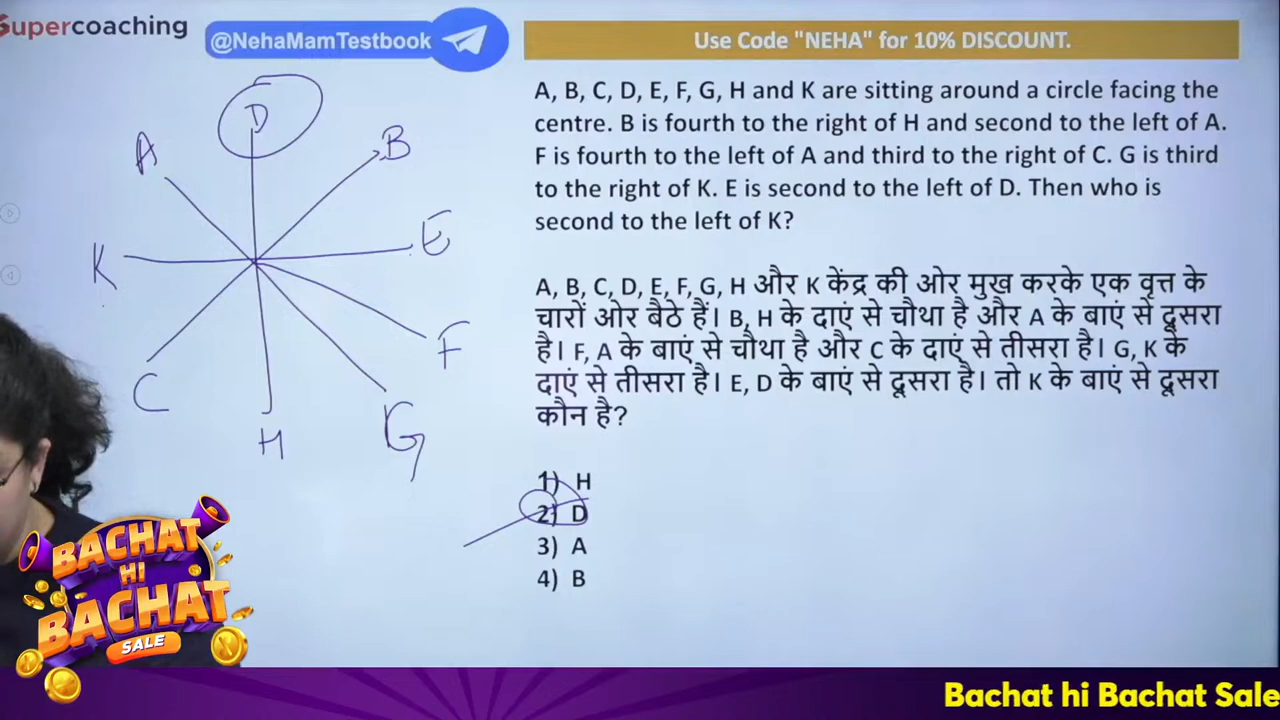 Supercoaching
@NehaMamTestbook
Use Code "NEHA" for 10% DISCOUNT.
A, B, C, D, E, F, G, H and K are sitting around a circle facing the
centre. B is fourth to the right of H and second to the left of A.
F is fourth to the left of A and third to the right of C. G is third
to the right of K. E is second to the left of D. Then who is
second to the left of K?
A, B, C, D, E, F, G, H और K केंद्र की ओर मुख करके एक वृत्त के
चारों ओर बैठे हैं। B, H के दाएं से चौथा है और A के बाएं से दूसरा
है। F, A के बाएं से चौथा है और C के दाएं से तीसरा है। G, K के
दाएं से तीसरा है। E, D के बाएं से दूसरा है। तो K के बाएं से दूसरा
कौन है?
1) H
2) D
3) A
4) B
D
A
B
K
E
F
C
H
G
BACHAT
HI
BACHAT
SALE
Bachat hi Bachat Sale